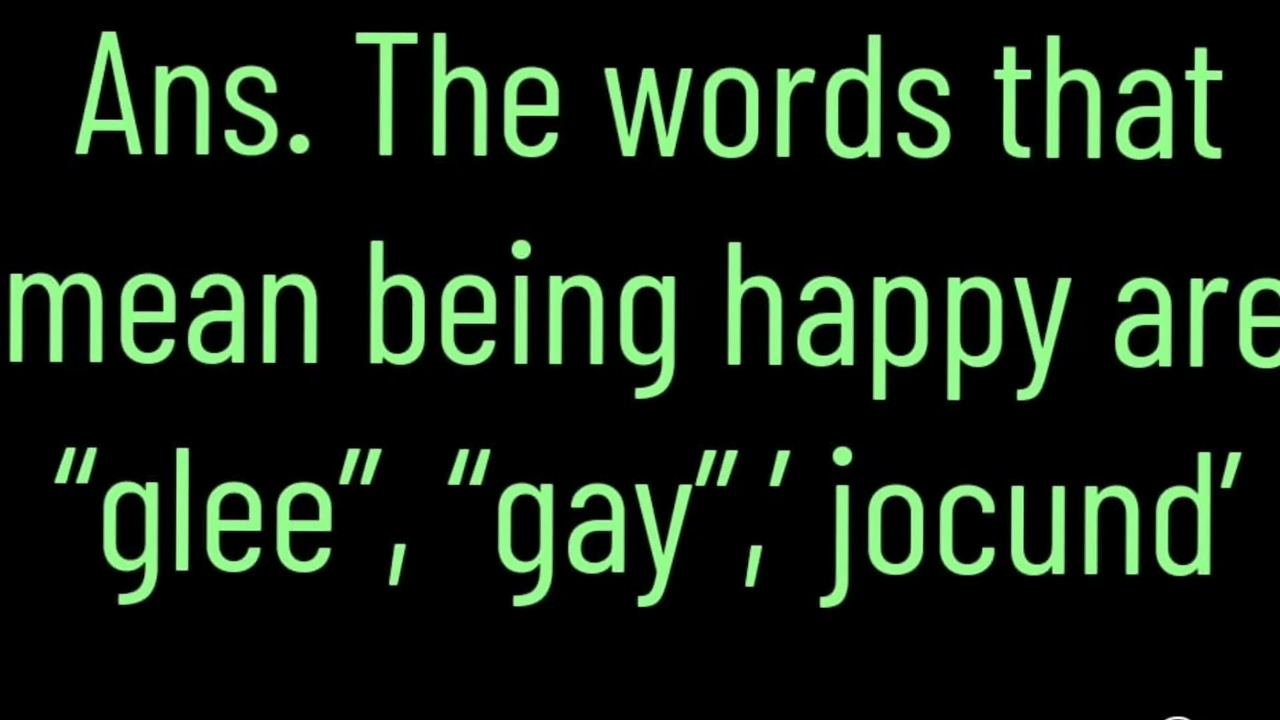 Ans. The words that
mean being happy are
“glee”, “gay”,’ jocund’